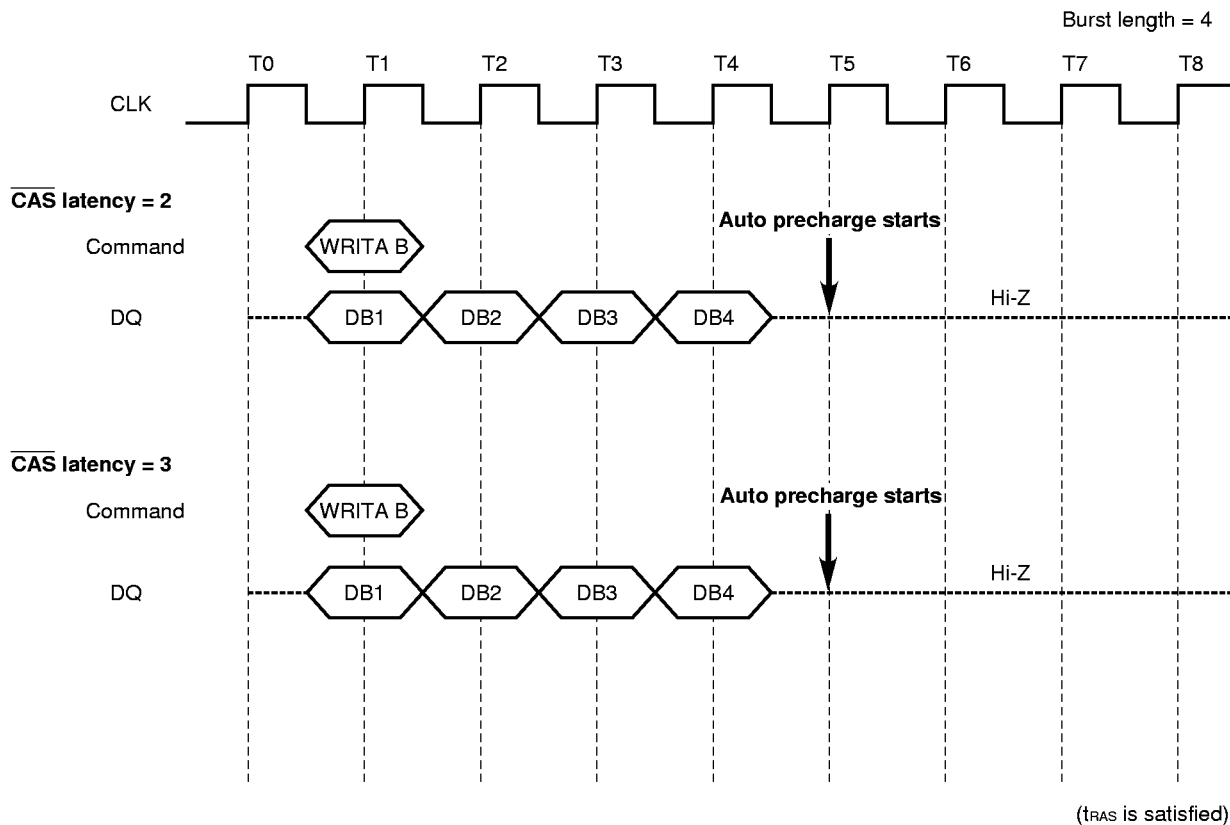 Burst length = 4
T0 T1 T2 T3 T4 T5 T6 T7 T8
CLK
CAS latency = 2
Auto precharge starts
Command WRITA B
Hi-Z
DQ DB1 DB2 DB3 DB4
CAS latency = 3
Auto precharge starts
Command WRITA B
Hi-Z
DQ DB1 DB2 DB3 DB4
(tRAS is satisfied)